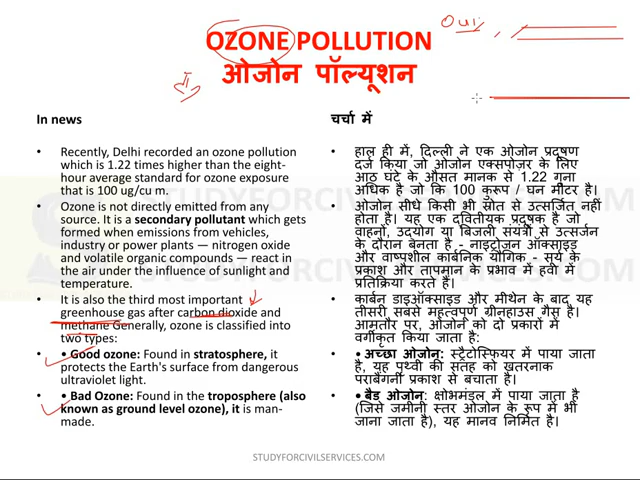 OZONE POLLUTION
ओजोन पॉल्यूशन
In news
• Recently, Delhi recorded an ozone pollution
which is 1.22 times higher than the eight-
hour average standard for ozone exposure
that is 100 ug/cu m.
• Ozone is not directly emitted from any
source. It is a secondary pollutant which gets
formed when emissions from vehicles,
industry or power plants — nitrogen oxide
and volatile organic compounds — react in
the air under the influence of sunlight and
temperature.
• It is also the third most important
greenhouse gas after carbon dioxide and
methane Generally, ozone is classified into
two types:
• • Good ozone: Found in stratosphere, it
protects the Earth's surface from dangerous
ultraviolet light.
• • Bad Ozone: Found in the troposphere (also
known as ground level ozone), it is man-
made.
चर्चा में
• हाल ही में, दिल्ली ने एक ओजोन प्रदूषण
दर्ज किया जो ओजोन एक्सपोज़र के लिए
आठ घंटे के औसत मानक से 1.22 गुना
अधिक है जो कि 100 कुरूप / घन मीटर है।
• ओजोन सीधे किसी भी स्रोत से उत्सर्जित नहीं
होता है। यह एक द्वितीयक प्रदूषक है जो
वाहनों, उद्योग या बिजली संयंत्रों से उत्सर्जन
के दौरान बनता है - नाइट्रोजन ऑक्साइड
और वाष्पशील कार्बनिक यौगिक - सूर्य के
प्रकाश और तापमान के प्रभाव में हवा में
प्रतिक्रिया करते हैं।
• कार्बन डाइऑक्साइड और मीथेन के बाद यह
तीसरी सबसे महत्वपूर्ण ग्रीनहाउस गैस है।
आमतौर पर, ओजोन को दो प्रकारों में
वर्गीकृत किया जाता है:
• • अच्छा ओजोन: स्ट्रैटोस्फियर में पाया जाता
है, यह पृथ्वी की सतह को खतरनाक
पराबैंगनी प्रकाश से बचाता है।
• • बैड ओजोन: क्षोभमंडल में पाया जाता है
(जिसे जमीनी स्तर ओजोन के रूप में भी
जाना जाता है), यह मानव निर्मित है।
STUDYFORCIVILSERVICES.COM